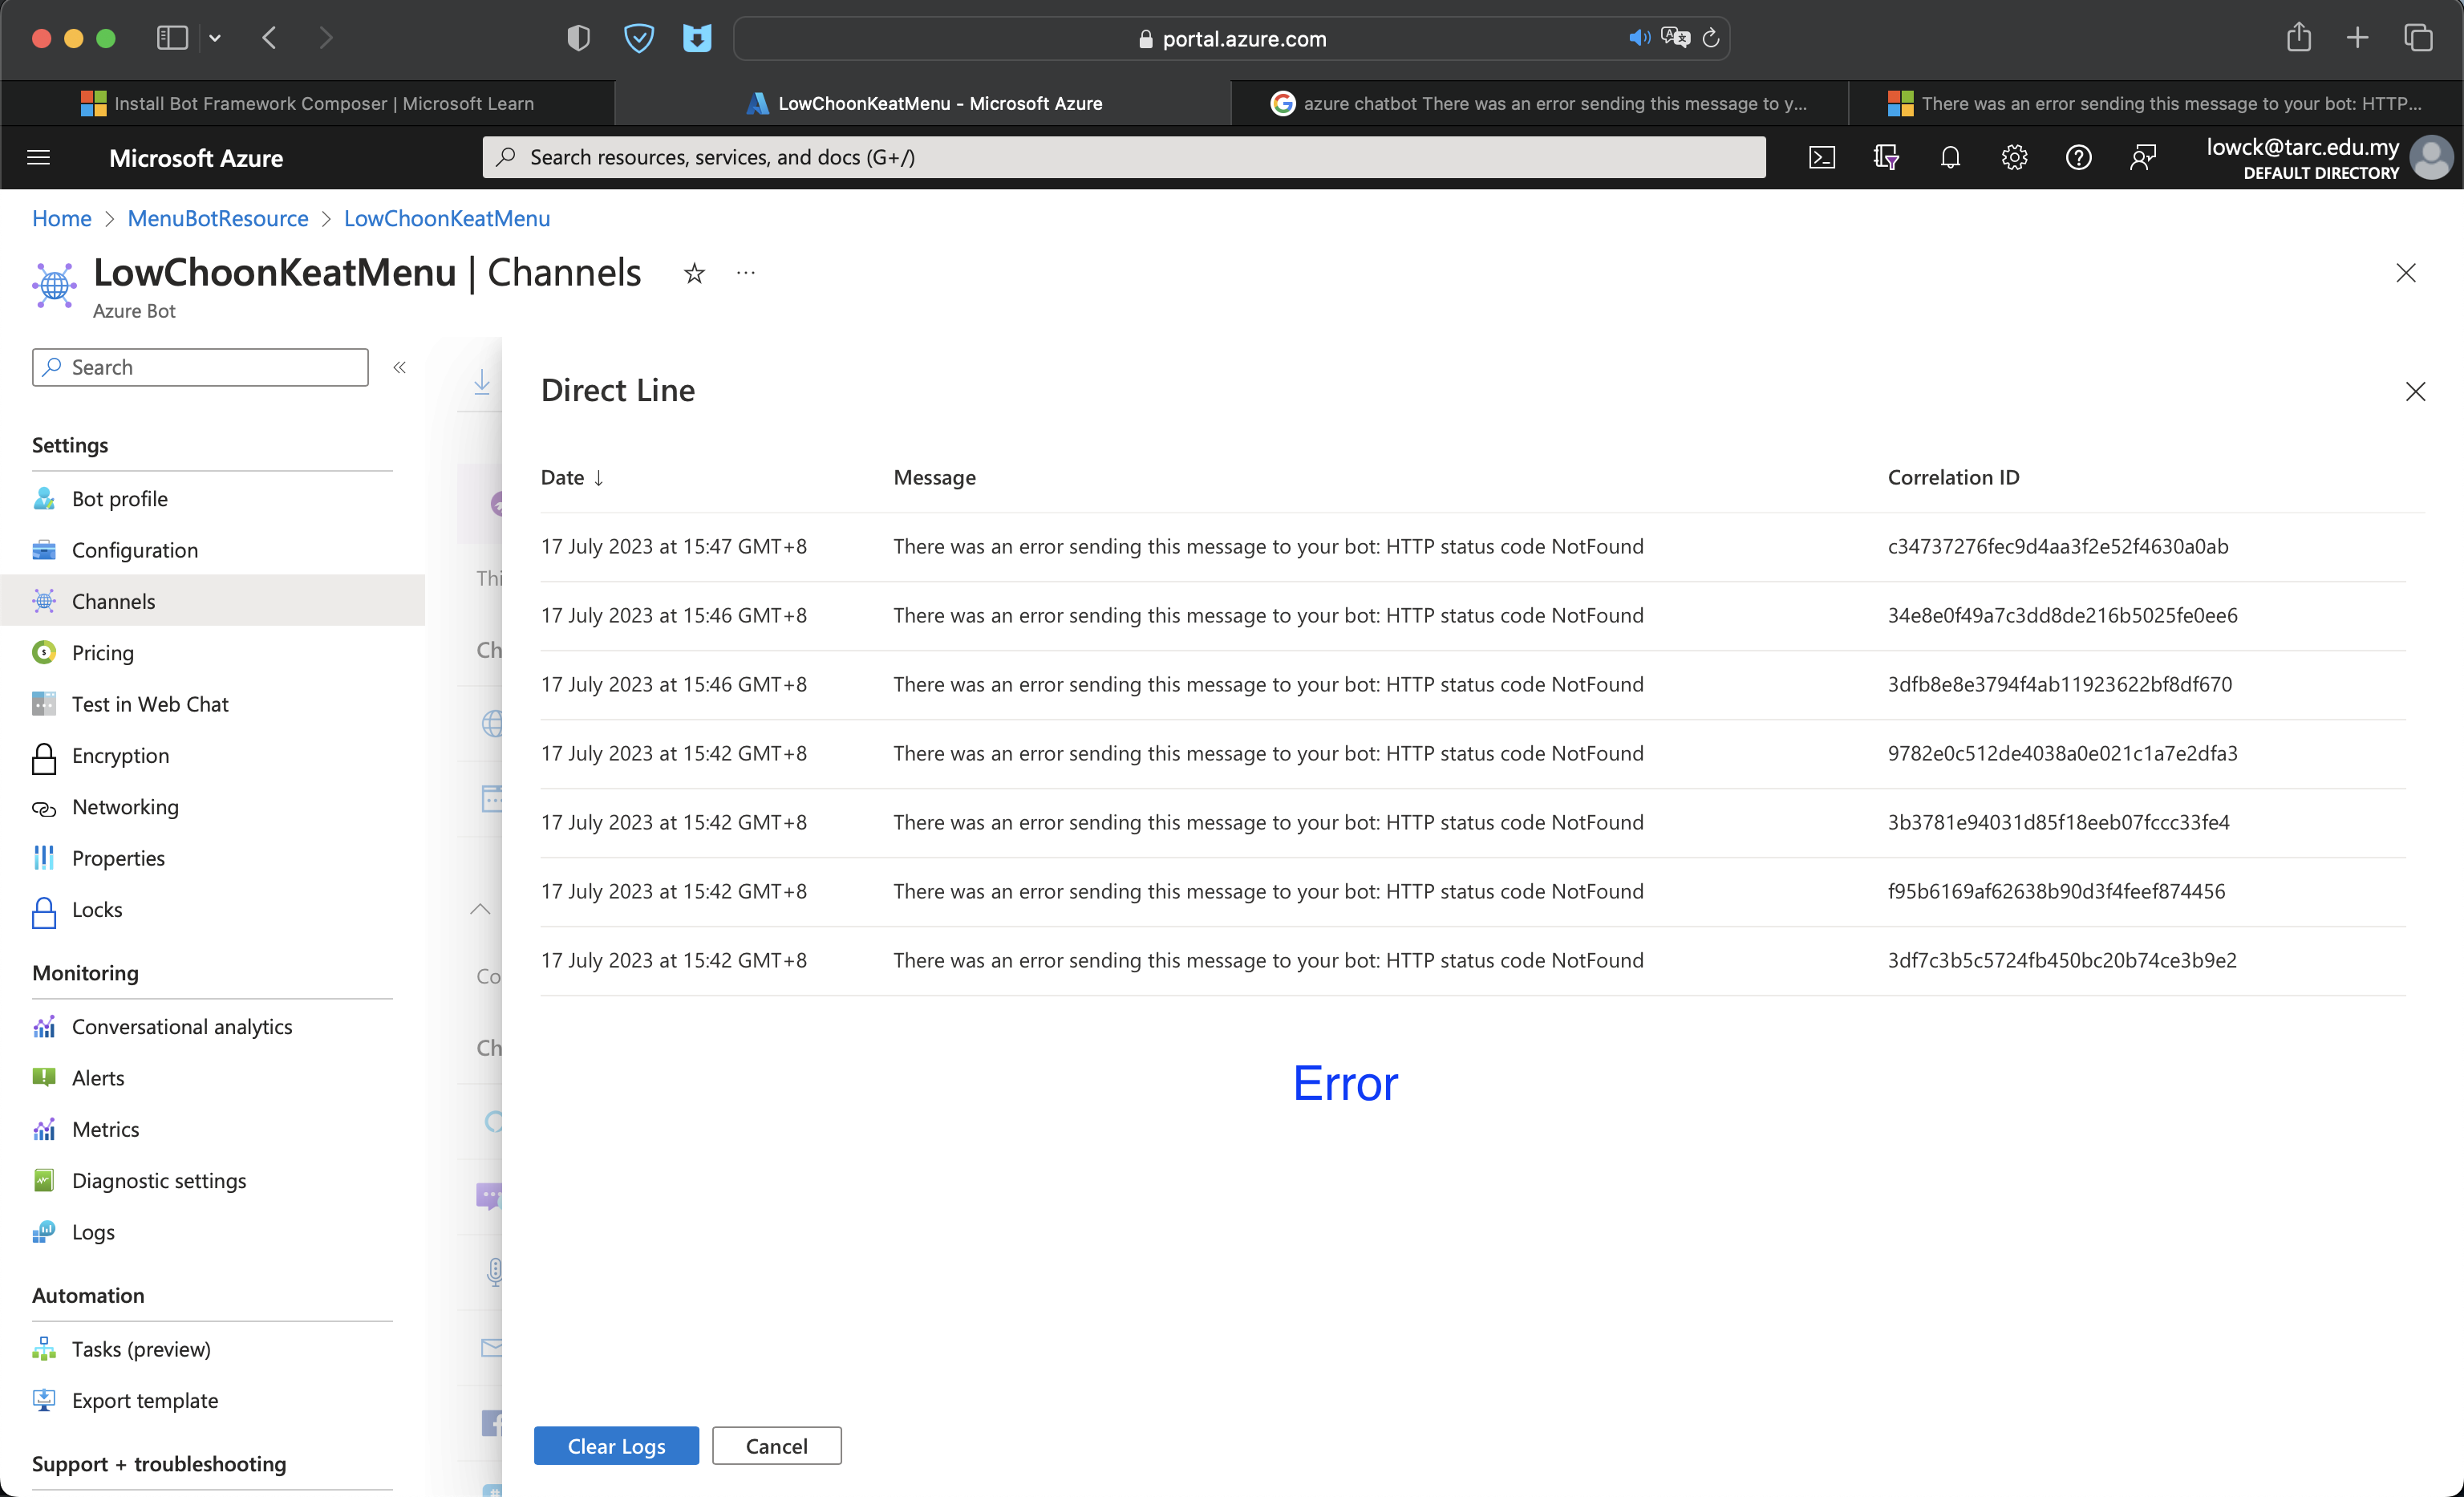 portal.azure.com
Install Bot Framework Composer | Microsoft Learn
LowChoonKeatMenu - Microsoft Azure
azure chatbot There was an error sending this message to y...
There was an error sending this message to your bot: HTTP...
Microsoft Azure
Search resources, services, and docs (G+/)
lowck@tarc.edu.my
DEFAULT DIRECTORY
Home > MenuBotResource > LowChoonKeatMenu
LowChoonKeatMenu | Channels
Azure Bot
Search
Settings
Bot profile
Configuration
Channels
Pricing
Test in Web Chat
Encryption
Networking
Properties
Locks
Monitoring
Conversational analytics
Alerts
Metrics
Diagnostic settings
Logs
Automation
Tasks (preview)
Export template
Support + troubleshooting
Thi
Ch
Co
Ch
Direct Line
Date ↓ Message Correlation ID
17 July 2023 at 15:47 GMT+8 There was an error sending this message to your bot: HTTP status code NotFound c34737276fec9d4aa3f2e52f4630a0ab
17 July 2023 at 15:46 GMT+8 There was an error sending this message to your bot: HTTP status code NotFound 34e8e0f49a7c3dd8de216b5025fe0ee6
17 July 2023 at 15:46 GMT+8 There was an error sending this message to your bot: HTTP status code NotFound 3dfb8e8e3794f4ab11923622bf8df670
17 July 2023 at 15:42 GMT+8 There was an error sending this message to your bot: HTTP status code NotFound 9782e0c512de4038a0e021c1a7e2dfa3
17 July 2023 at 15:42 GMT+8 There was an error sending this message to your bot: HTTP status code NotFound 3b3781e94031d85f18eeb07fccc33fe4
17 July 2023 at 15:42 GMT+8 There was an error sending this message to your bot: HTTP status code NotFound f95b6169af62638b90d3f4feef874456
17 July 2023 at 15:42 GMT+8 There was an error sending this message to your bot: HTTP status code NotFound 3df7c3b5c5724fb450bc20b74ce3b9e2
Error
Clear Logs
Cancel